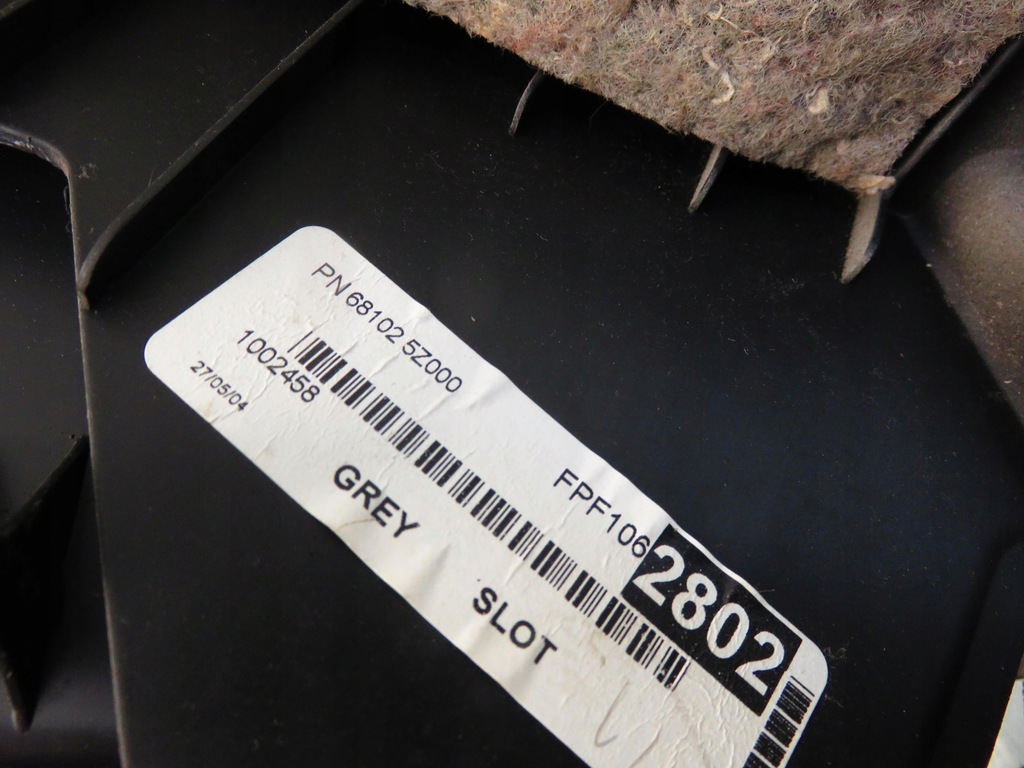 PN 68102 5Z000
FPF106 2802
1002458
27/05/04
GREY SLOT